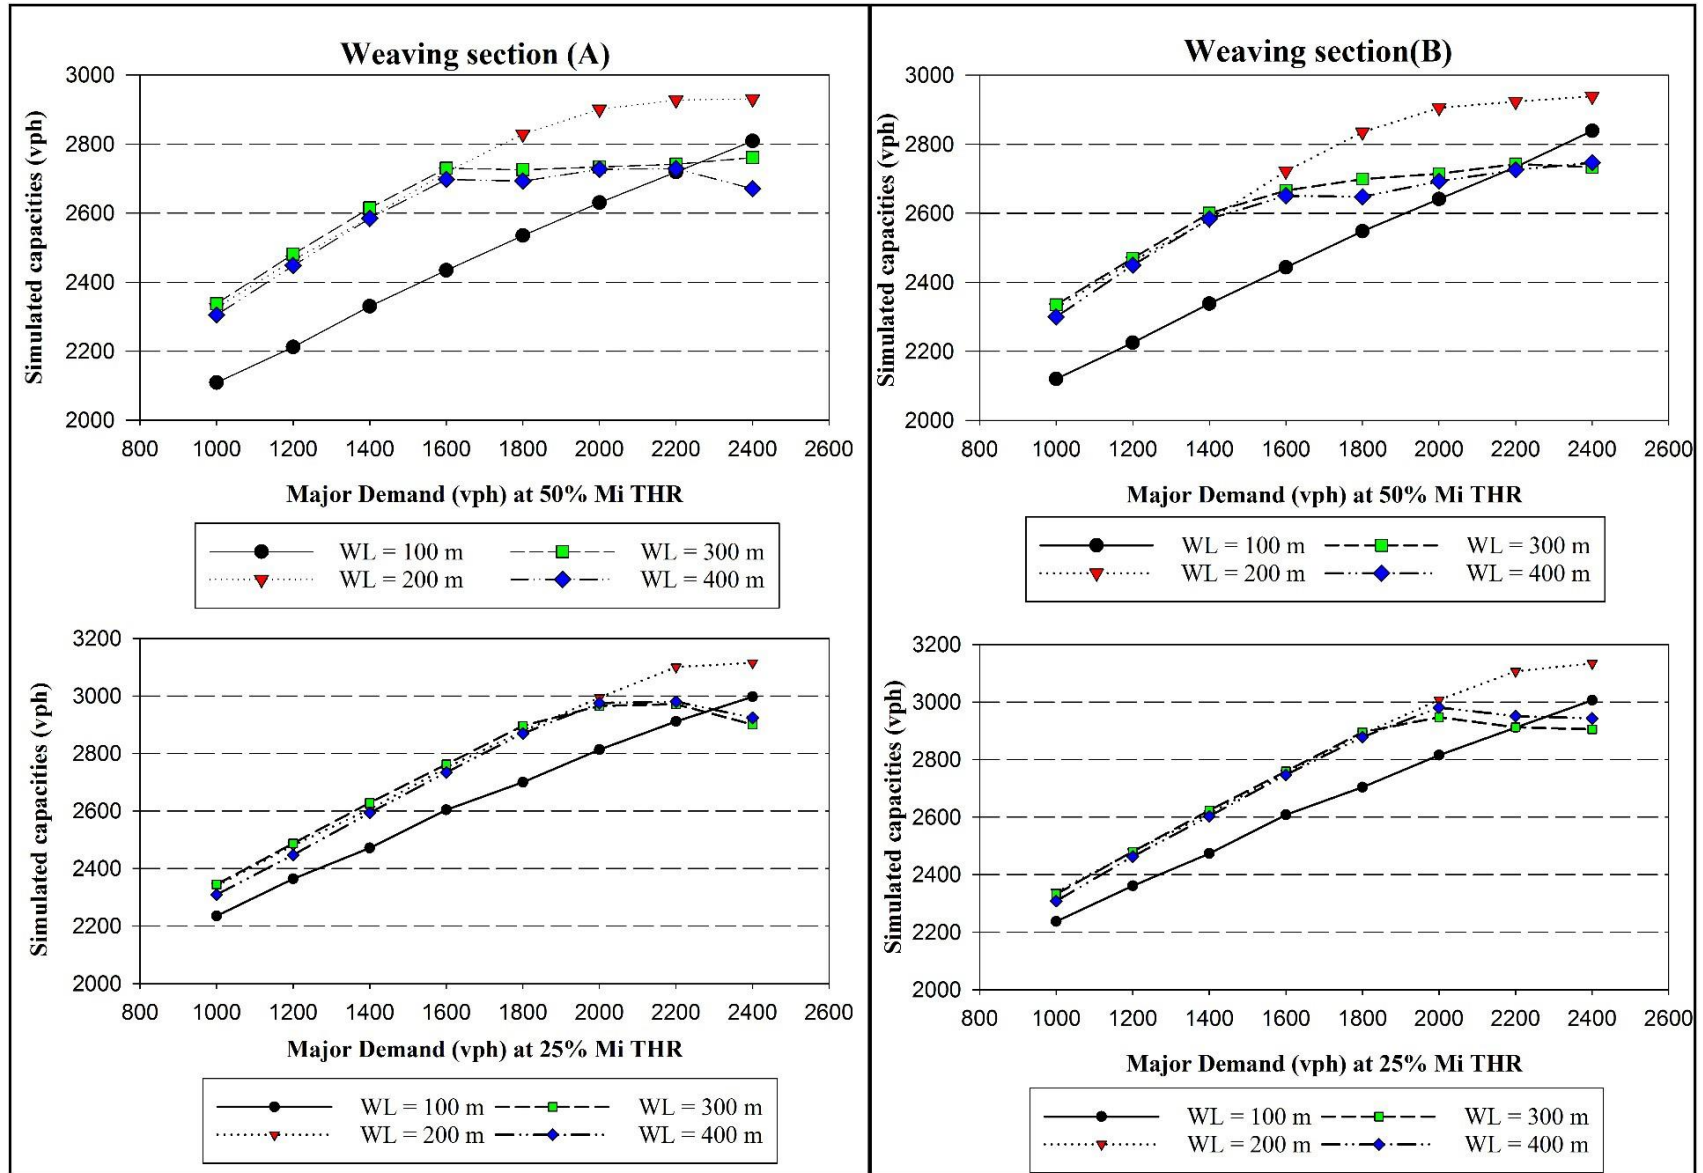 Weaving section (A)
Simulated capacities (vph)
3000
2800
2600
2400
2200
2000
800 1000 1200 1400 1600 1800 2000 2200 2400 2600
Major Demand (vph) at 50% Mi THR
WL = 100 m WL = 300 m
WL = 200 m WL = 400 m
Weaving section(B)
Simulated capacities (vph)
3000
2800
2600
2400
2200
2000
800 1000 1200 1400 1600 1800 2000 2200 2400 2600
Major Demand (vph) at 50% Mi THR
WL = 100 m WL = 300 m
WL = 200 m WL = 400 m
Simulated capacities (vph)
3200
3000
2800
2600
2400
2200
2000
800 1000 1200 1400 1600 1800 2000 2200 2400 2600
Major Demand (vph) at 25% Mi THR
WL = 100 m WL = 300 m
WL = 200 m WL = 400 m
Simulated capacities (vph)
3200
3000
2800
2600
2400
2200
2000
800 1000 1200 1400 1600 1800 2000 2200 2400 2600
Major Demand (vph) at 25% Mi THR
WL = 100 m WL = 300 m
WL = 200 m WL = 400 m